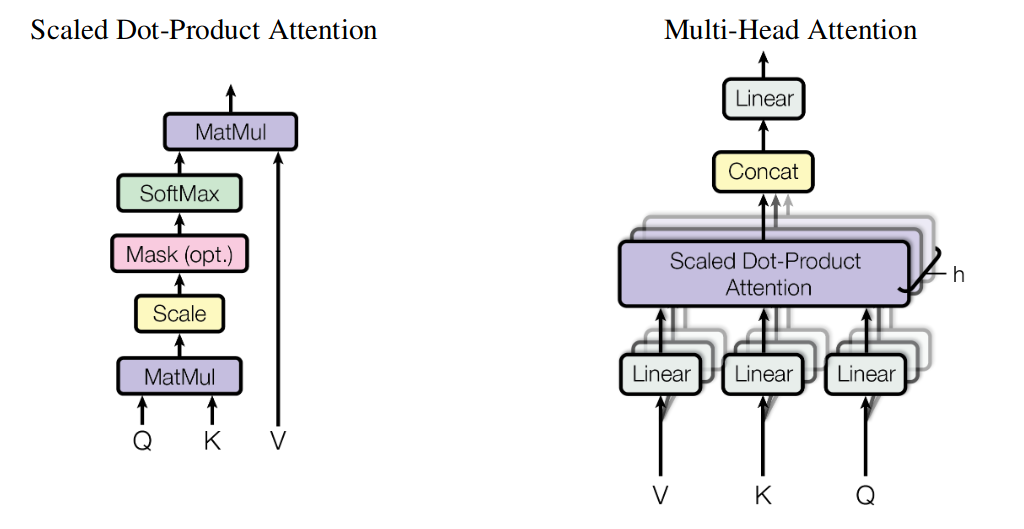 Scaled Dot-Product Attention
MatMul
SoftMax
Mask (opt.)
Scale
MatMul
Q K V
Multi-Head Attention
Linear
Concat
Scaled Dot-Product
Attention
h
Linear Linear Linear
V K Q